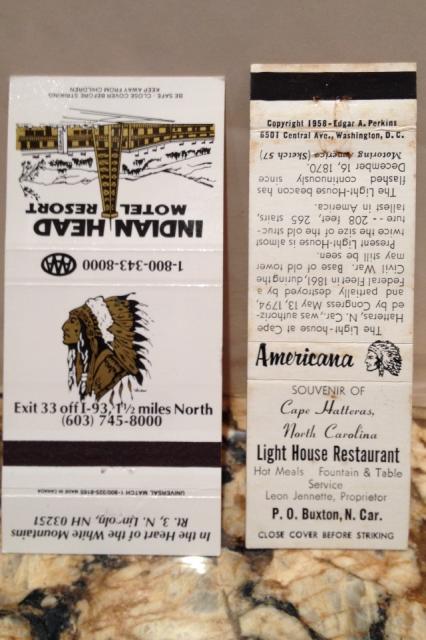 1-800-343-8000
AAA
INDIAN HEAD
MOTEL RESORT
BE SAFE - CLOSE COVER BEFORE STRIKING
KEEP AWAY FROM CHILDREN
Exit 33 off I-93, 1½ miles North
(603) 745-8000
UNIVERSAL MATCH 1-800-325-8165 MADE IN CANADA
In the Heart of the White Mountains
Rt. 3, N. Lincoln, NH 03251
Copyright 1958-Edgar A. Perkins
6501 Central Ave., Washington, D. C.
The Light-house at Cape
Hatteras, N. Car., was authoriz-
ed by Congress May 13, 1794,
and partially destroyed by a
Federal Fleet in 1861, during the
Civil War. Base of old tower
may still be seen.
Present Light-House is almost
twice the size of the old struc-
ture -- 208 feet, 265 stairs,
tallest in America.
The Light-House beacon has
flashed continuously since
December 16, 1870.
Motoring America (Sketch 57)
Americana
SOUVENIR OF
Cape Hatteras,
North Carolina
Light House Restaurant
Hot Meals Fountain & Table
Service
Leon Jennette, Proprietor
P. O. Buxton, N. Car.
CLOSE COVER BEFORE STRIKING